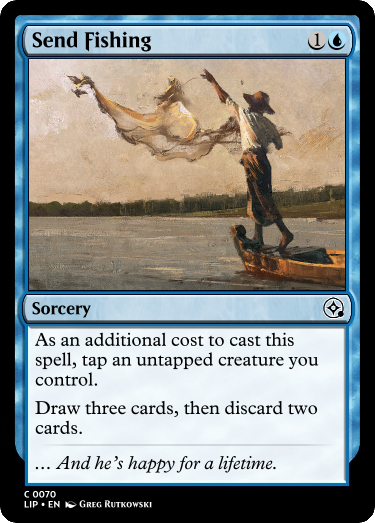 Send Fishing 1
Sorcery
As an additional cost to cast this
spell, tap an untapped creature you
control.
Draw three cards, then discard two
cards.
… And he's happy for a lifetime.
C 0070
LIP • EN Greg Rutkowski